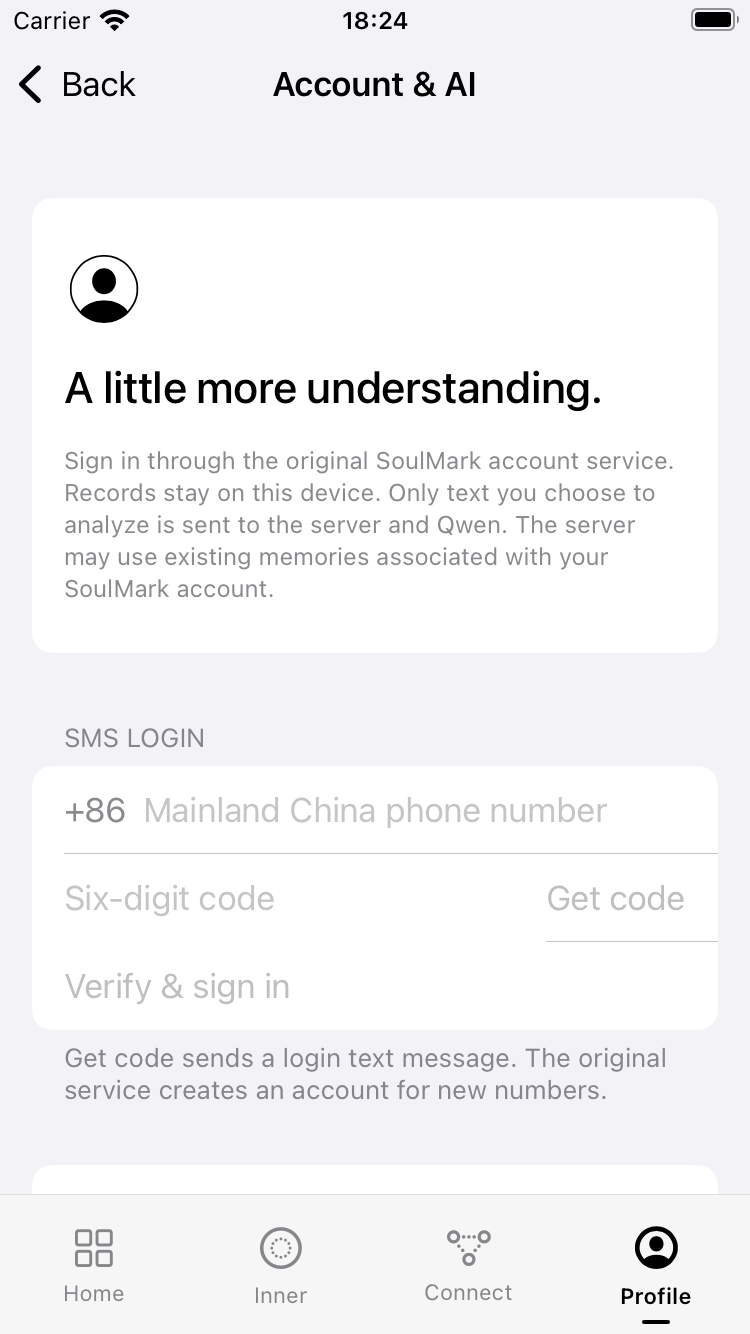 Carrier 18:24
Back Account & AI
A little more understanding.
Sign in through the original SoulMark account service.
Records stay on this device. Only text you choose to
analyze is sent to the server and Qwen. The server
may use existing memories associated with your
SoulMark account.
SMS LOGIN
+86 Mainland China phone number
Six-digit code Get code
Verify & sign in
Get code sends a login text message. The original
service creates an account for new numbers.
Home Inner Connect Profile